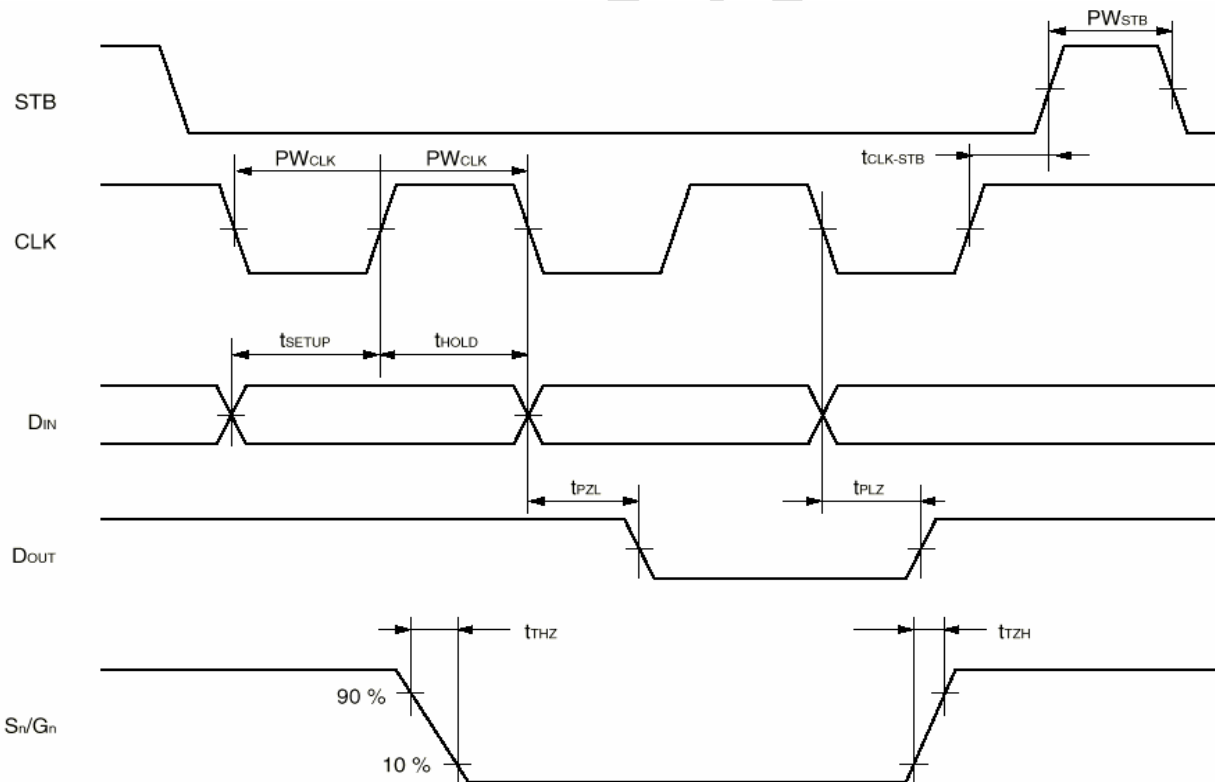 PWSTB
STB
tCLK-STB
PWCLK PWCLK
CLK
tSETUP tHOLD
DIN
tPZL tPLZ
DOUT
tTHZ tTZH
90 %
Sn/Gn
10 %